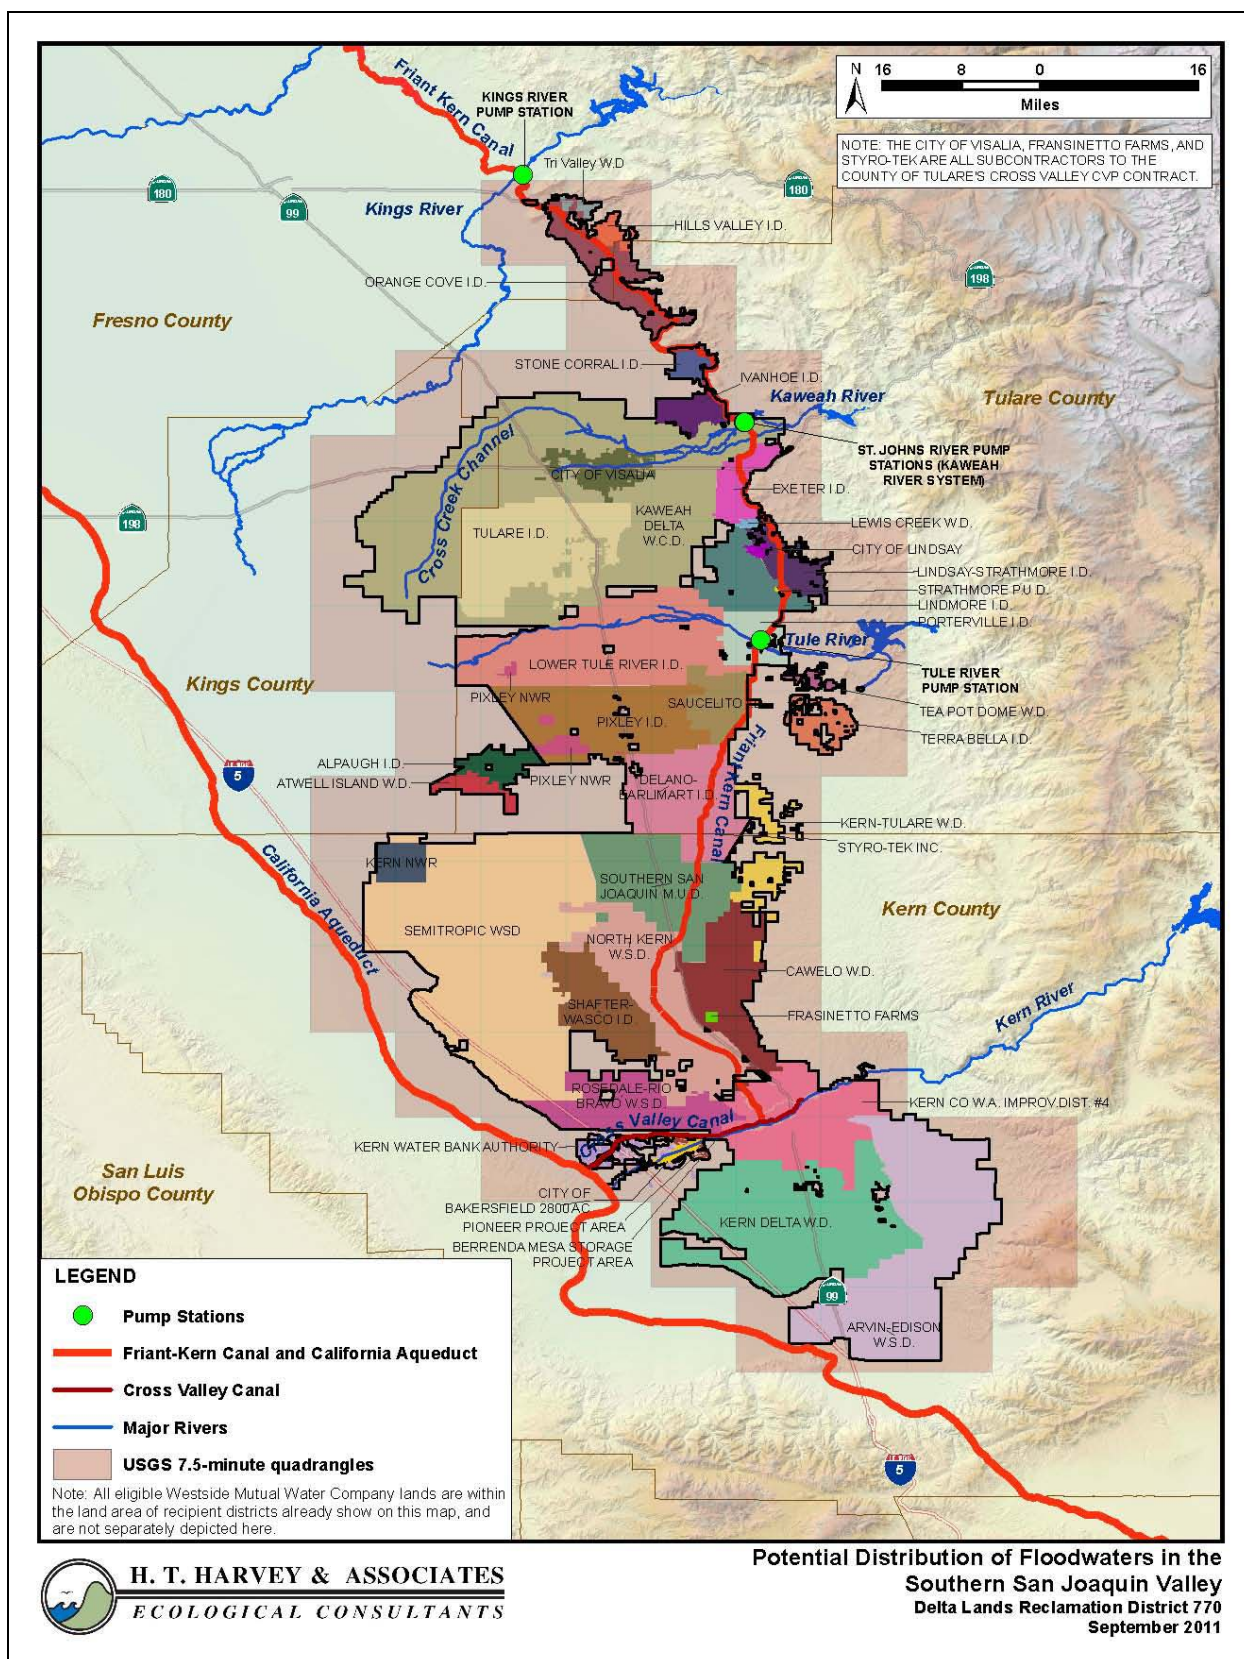 N
16 8 0 16
Miles
NOTE: THE CITY OF VISALIA, FRANSINETTO FARMS, AND
STYRO-TEK ARE ALL SUBCONTRACTORS TO THE
COUNTY OF TULARE'S CROSS VALLEY CVP CONTRACT.
Friant Kern Canal
KINGS RIVER
PUMP STATION
Tri Valley W.D
180
99
180
Kings River
HILLS VALLEY I.D.
198
ORANGE COVE I.D.
Fresno County
STONE CORRAL I.D.
IVANHOE I.D.
Kaweah River
Tulare County
Cross Creek Channel
ST. JOHNS RIVER PUMP
STATIONS (KAWEAH
RIVER SYSTEM)
CITY OF VISALIA
EXETER I.D.
198
TULARE I.D.
KAWEAH
DELTA
W.C.D.
LEWIS CREEK W.D.
CITY OF LINDSAY
LINDSAY-STRATHMORE I.D.
STRATHMORE P.U.D.
LINDMORE I.D.
PORTERVILLE I.D.
Tule River
LOWER TULE RIVER I.D.
TULE RIVER
PUMP STATION
Kings County
PIXLEY NWR
SAUCELITO
PIXLEY I.D.
TEA POT DOME W.D.
TERRA BELLA I.D.
Friant Kern Canal
ALPAUGH I.D.
ATWELL ISLAND W.D.
PIXLEY NWR
DELANO-
EARLIMART I.D.
5
KERN-TULARE W.D.
STYRO-TEK INC.
KERN NWR
California Aqueduct
SOUTHERN SAN
JOAQUIN M.U.D.
Kern County
SEMITROPIC WSD
NORTH KERN
W.S.D.
CAWELO W.D.
SHAFTER-
WASCO I.D.
FRASINETTO FARMS
Kern River
ROSEDALE-RIO
BRAVO W.S.D.
KERN CO W.A. IMPROV.DIST. #4
Cross Valley Canal
KERN WATER BANK AUTHORITY
San Luis
Obispo County
CITY OF
BAKERSFIELD 2800 AC
PIONEER PROJECT AREA
BERRENDA MESA STORAGE
PROJECT AREA
KERN DELTA W.D.
99
ARVIN-EDISON
W.S.D.
5
LEGEND
Pump Stations
Friant-Kern Canal and California Aqueduct
Cross Valley Canal
Major Rivers
USGS 7.5-minute quadrangles
Note: All eligible Westside Mutual Water Company lands are within
the land area of recipient districts already show on this map, and
are not separately depicted here.
H. T. HARVEY & ASSOCIATES
ECOLOGICAL CONSULTANTS
Potential Distribution of Floodwaters in the
Southern San Joaquin Valley
Delta Lands Reclamation District 770
September 2011